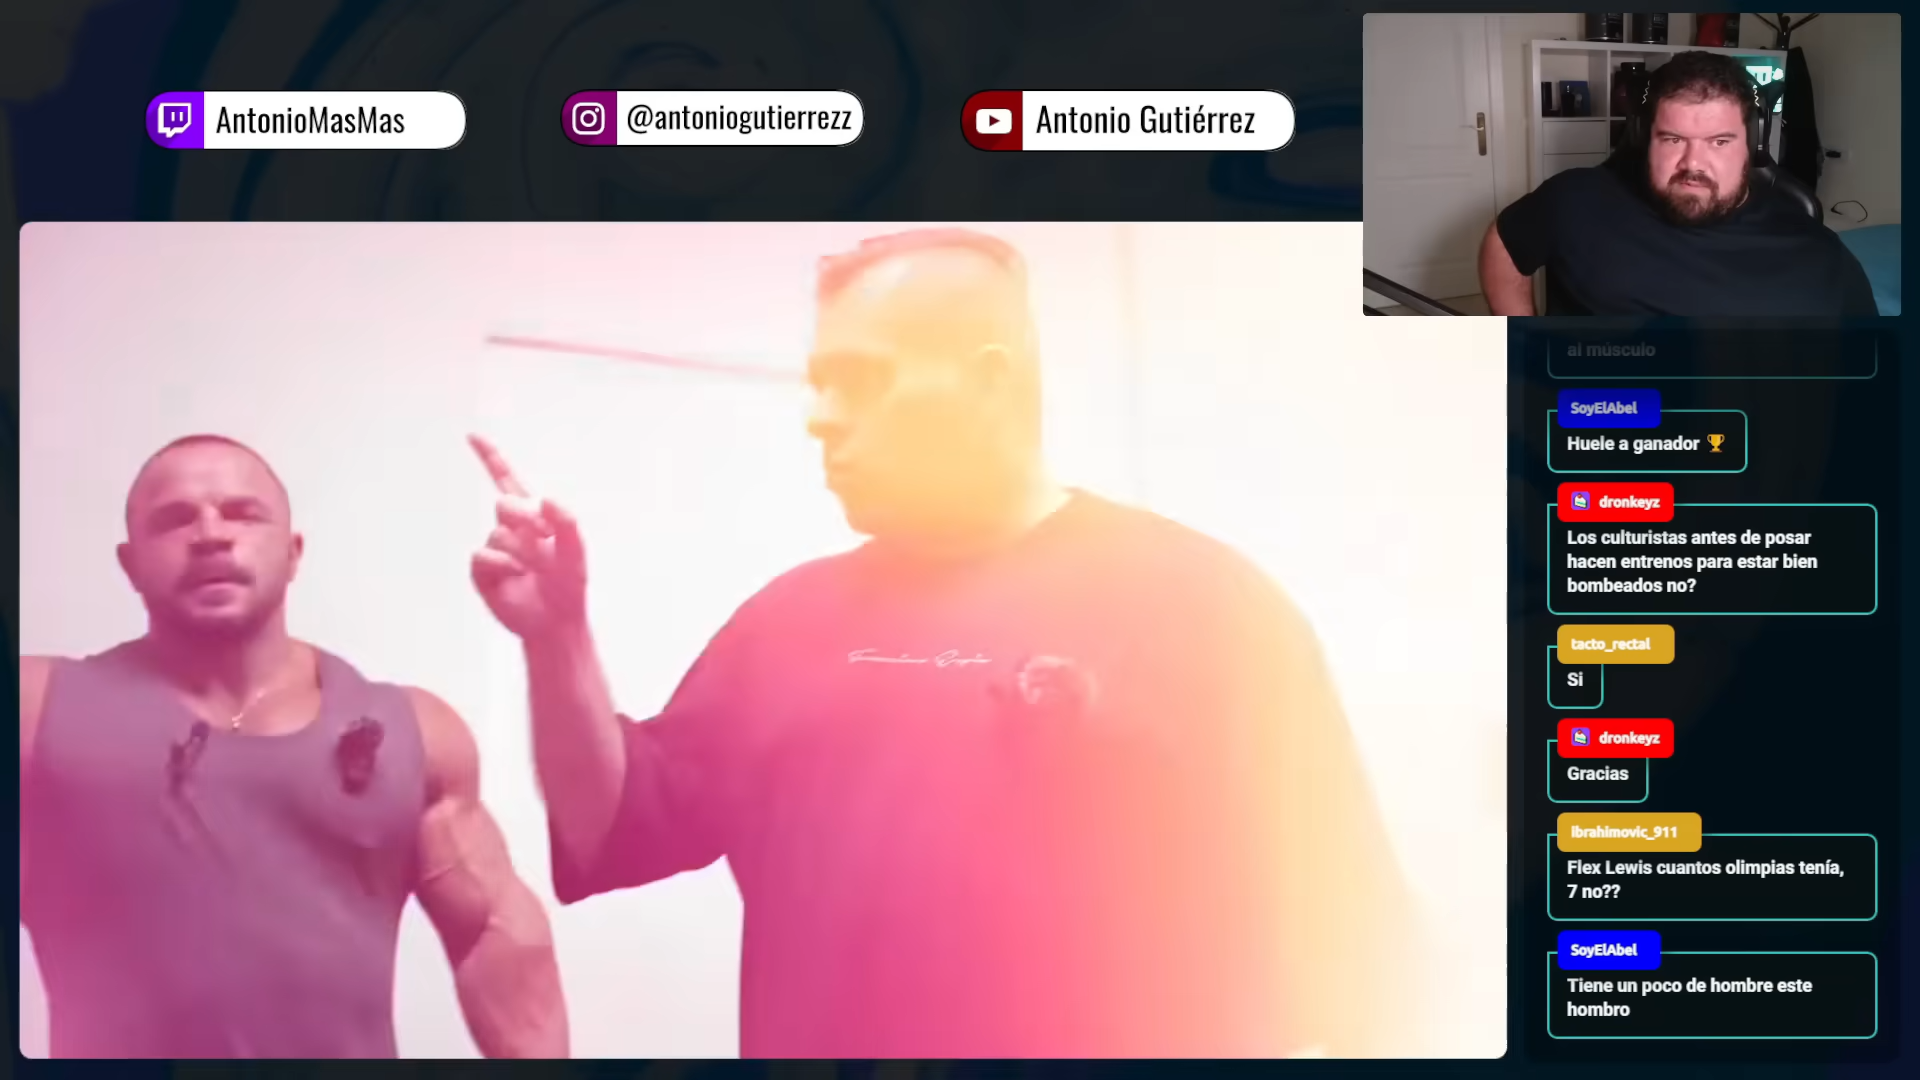 AntonioMasMas
@antoniogutierrezz
Antonio Gutiérrez
al músculo
SoyElAbel
Huele a ganador
dronkeyz
Los culturistas antes de posar
hacen entrenos para estar bien
bombeados no?
tacto_rectal
Si
dronkeyz
Gracias
ibrahimovic_911
Flex Lewis cuantos olimpias tenía,
7 no??
SoyElAbel
Tiene un poco de hombre este
hombro